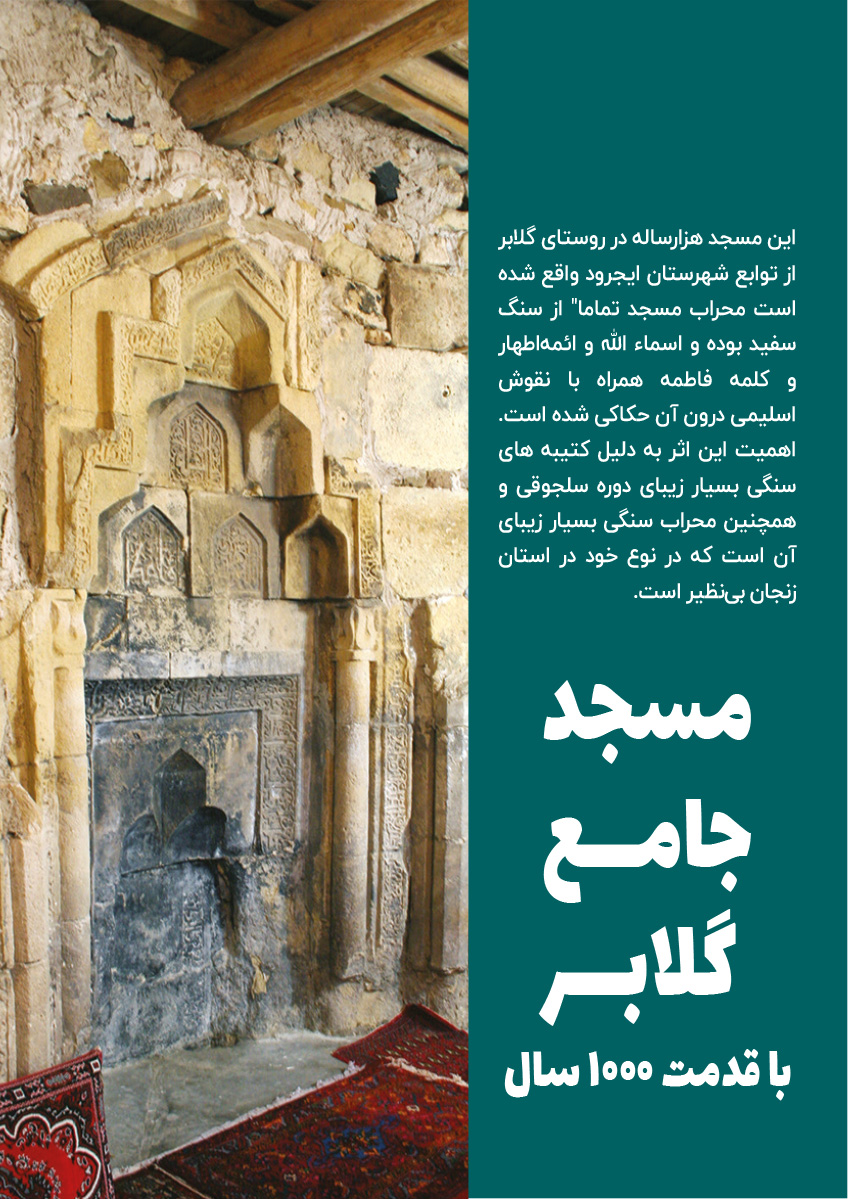 این مسجد هزارساله در روستای گلابر
از توابع شهرستان ایجرود واقع شده
است محراب مسجد تماما" از سنگ
سفید بوده و اسماء الله و ائمه‌اطهار
و کلمه فاطمه همراه با نقوش
اسلیمی درون آن حکاکی شده است.
اهمیت این اثر به دلیل کتیبه های
سنگی بسیار زیبای دوره سلجوقی و
همچنین محراب سنگی بسیار زیبای
آن است که در نوع خود در استان
زنجان بی‌نظیر است.
مسجد
جامع
گلابر
با قدمت ۱۰۰۰ سال